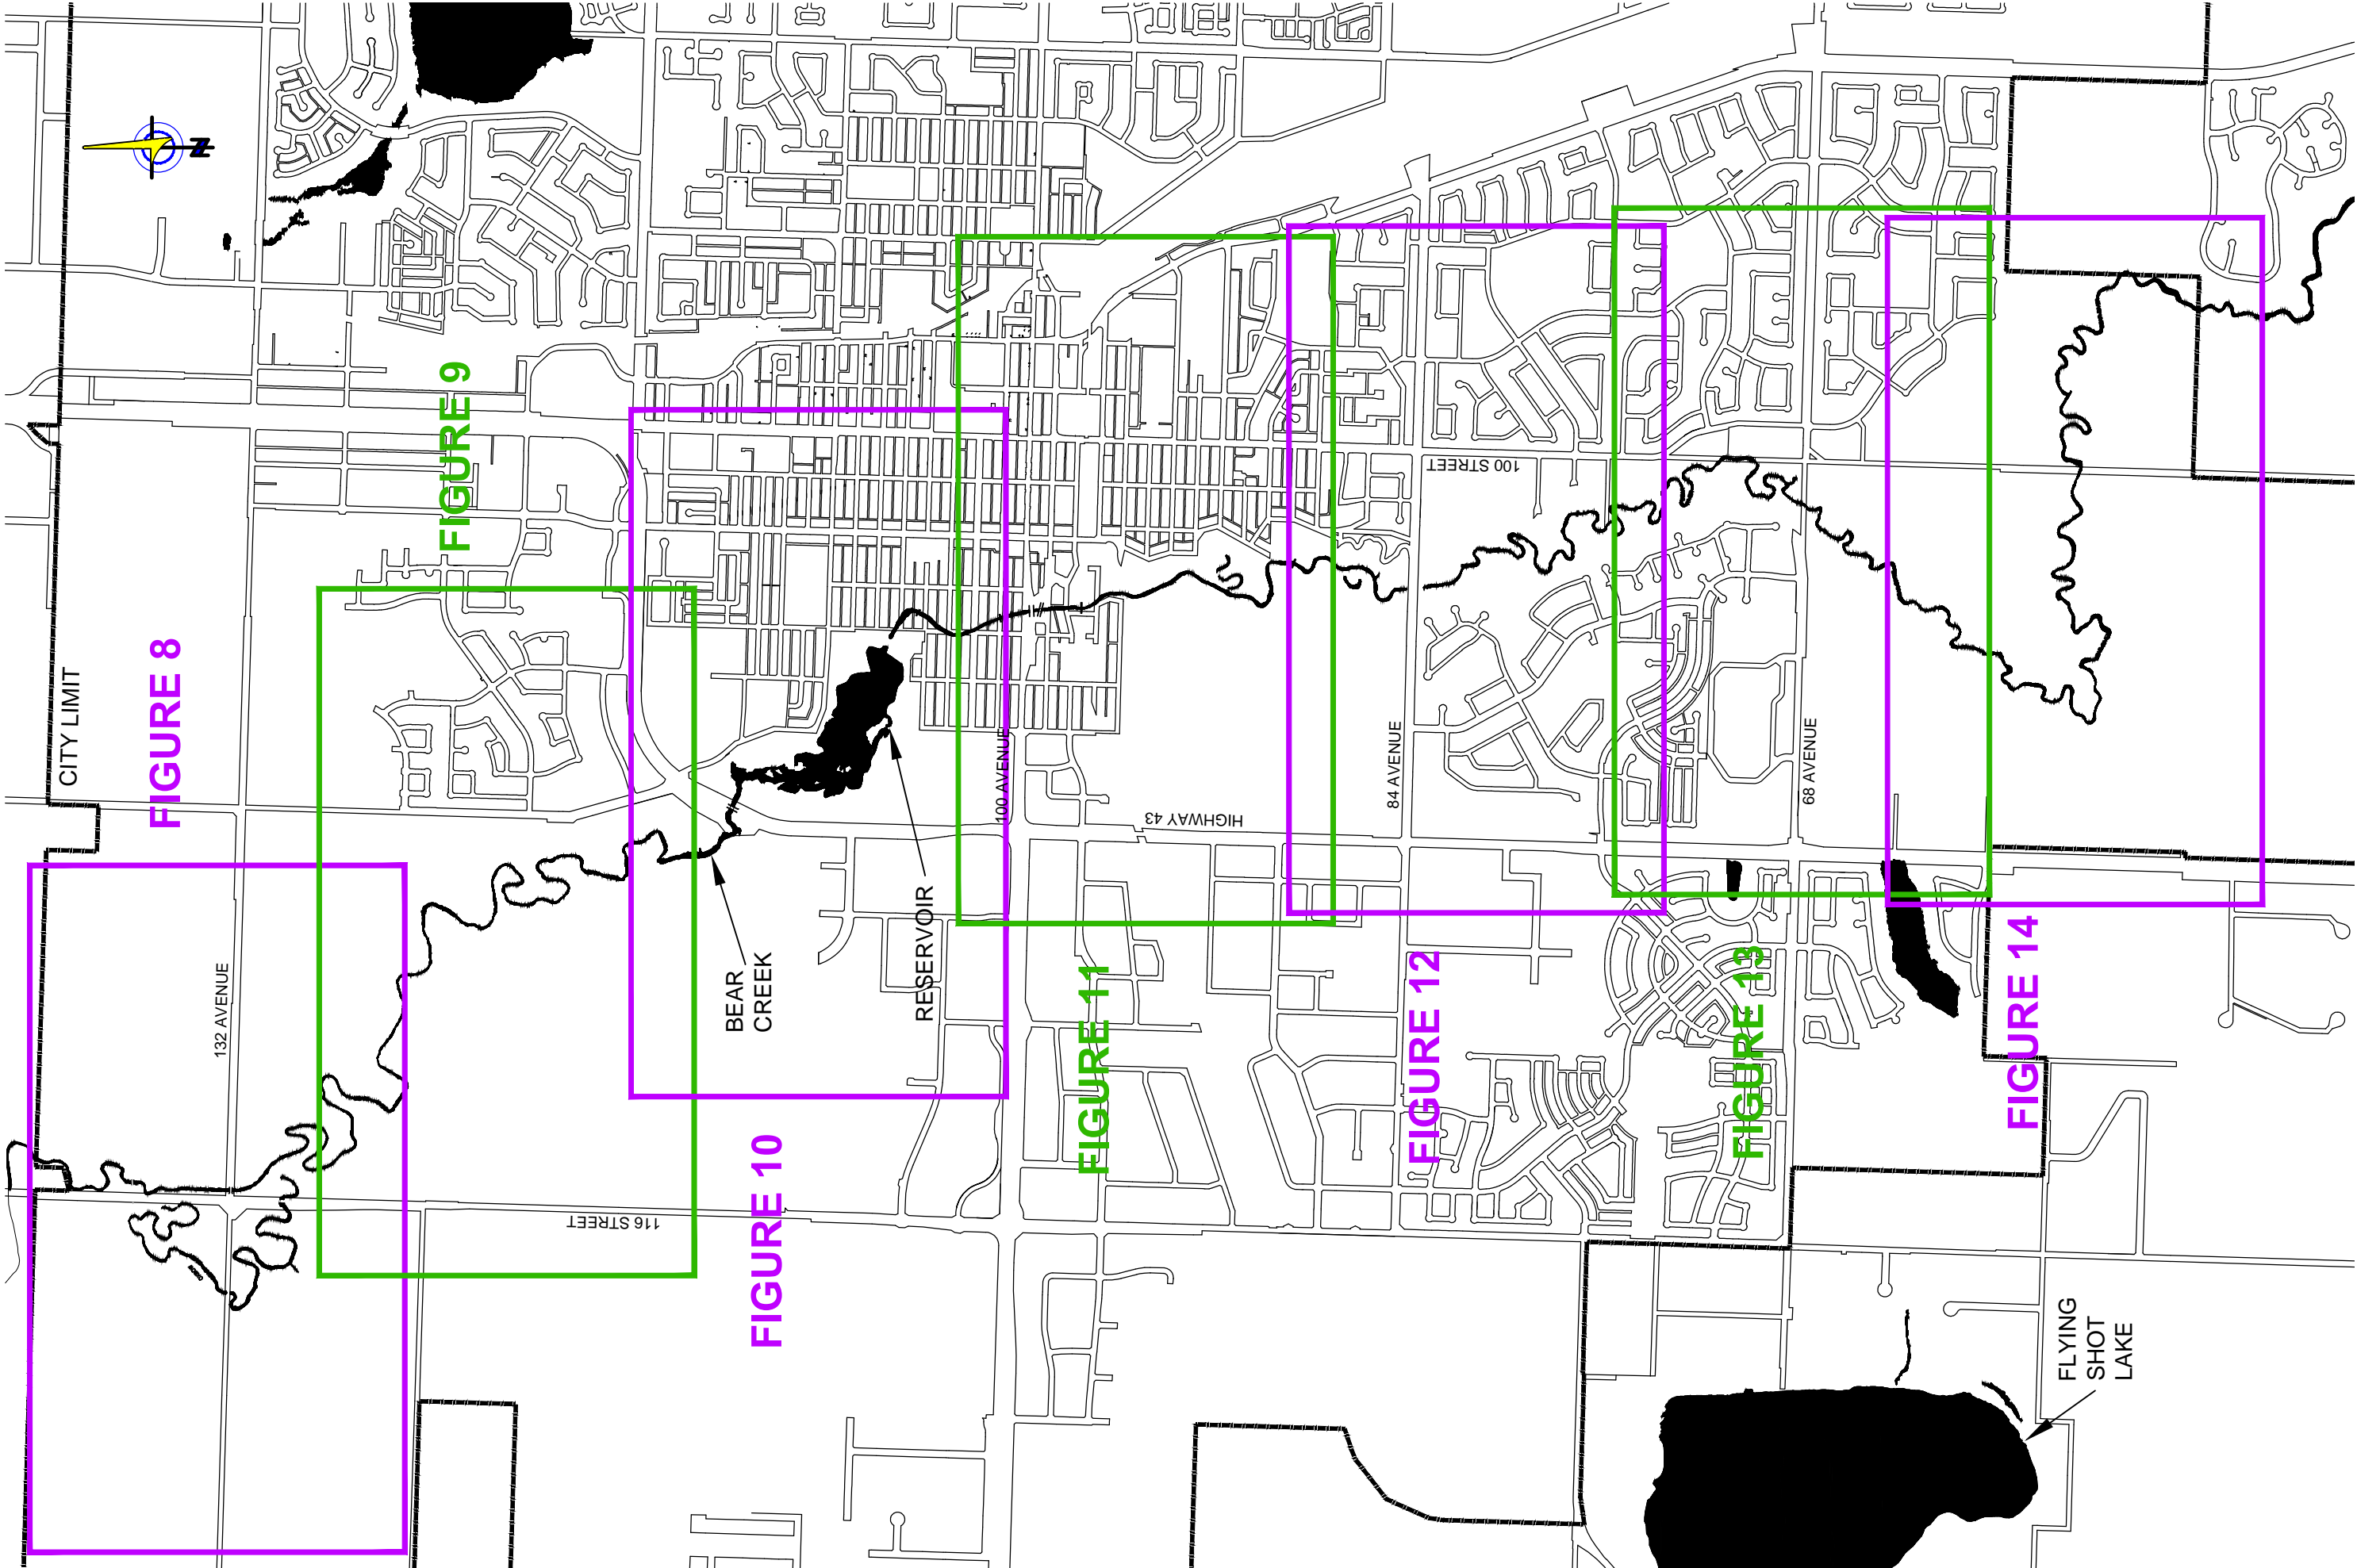 N
CITY LIMIT
FIGURE 8
132 AVENUE
FIGURE 9
116 STREET
BEAR
CREEK
FIGURE 10
RESERVOIR
100 AVENUE
FIGURE 11
HIGHWAY 43
84 AVENUE
FIGURE 12
100 STREET
FIGURE 13
68 AVENUE
FIGURE 14
FLYING
SHOT
LAKE